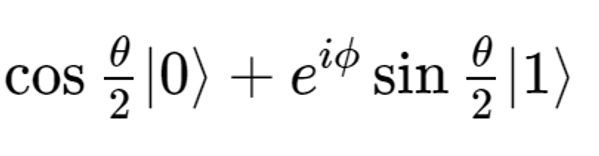 cos θ/2 |0⟩ + e^{iϕ} sin θ/2 |1⟩